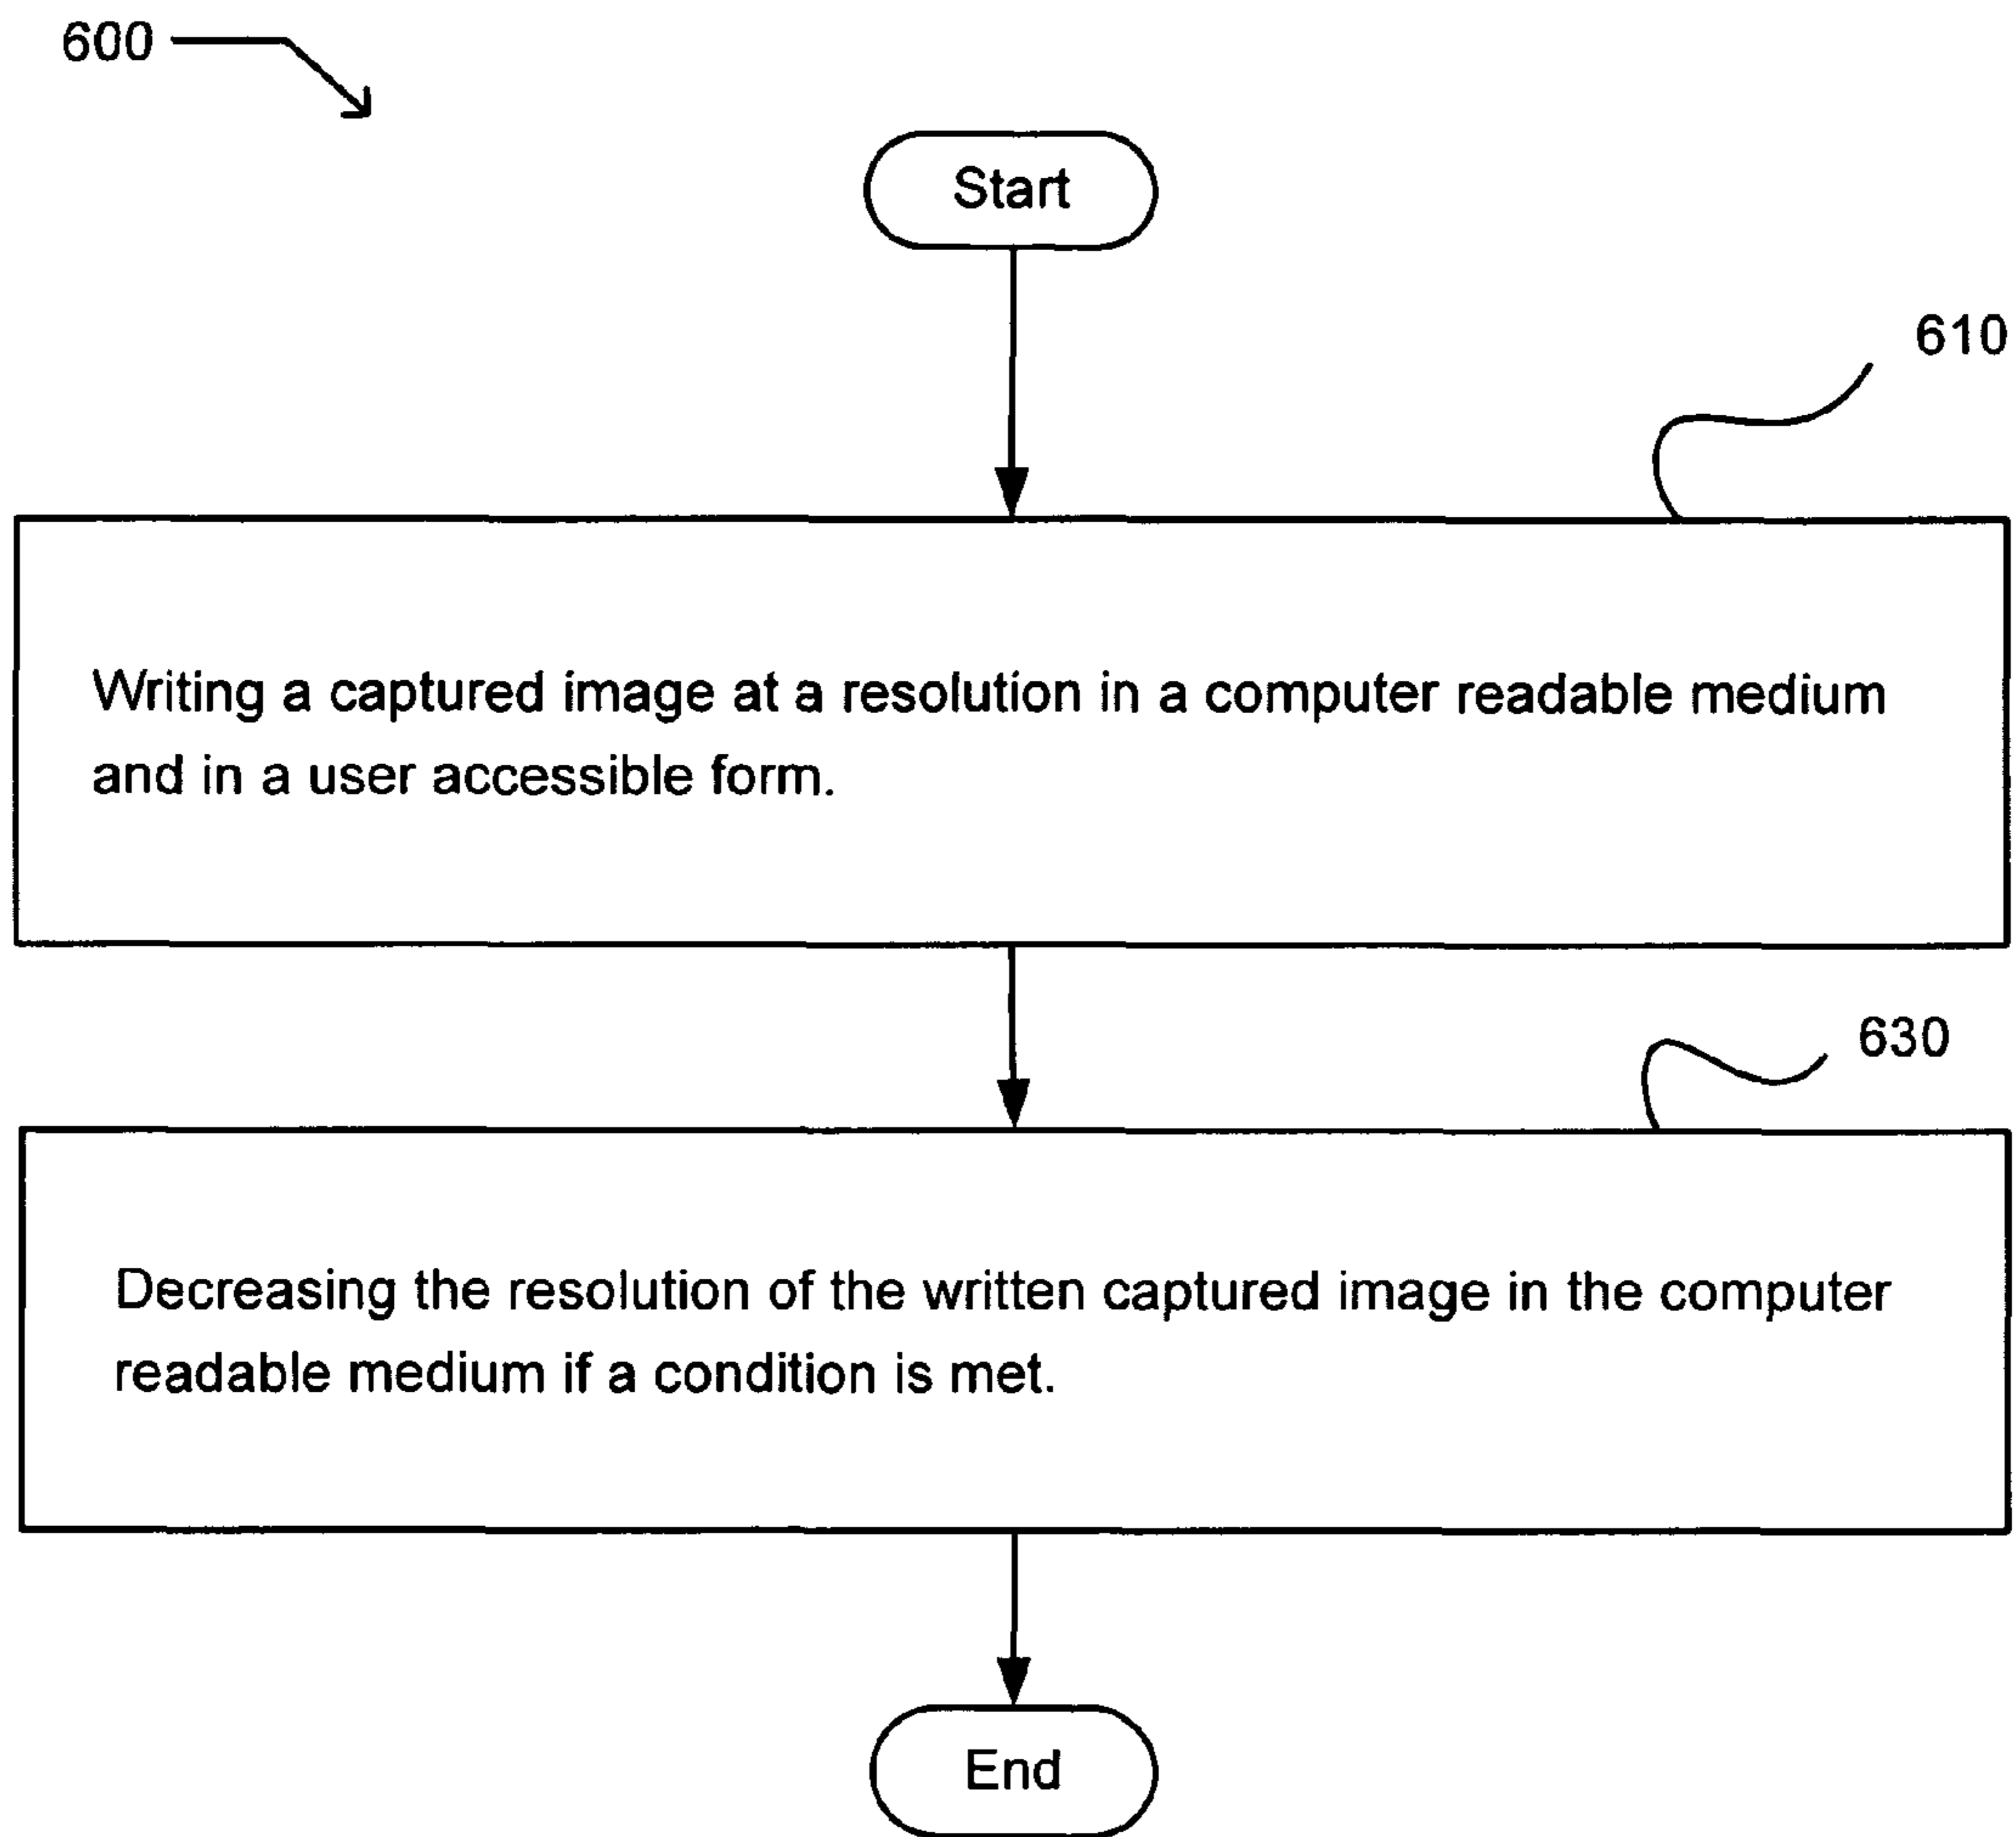 600
Start
610
Writing a captured image at a resolution in a computer readable medium
and in a user accessible form.
630
Decreasing the resolution of the written captured image in the computer
readable medium if a condition is met.
End